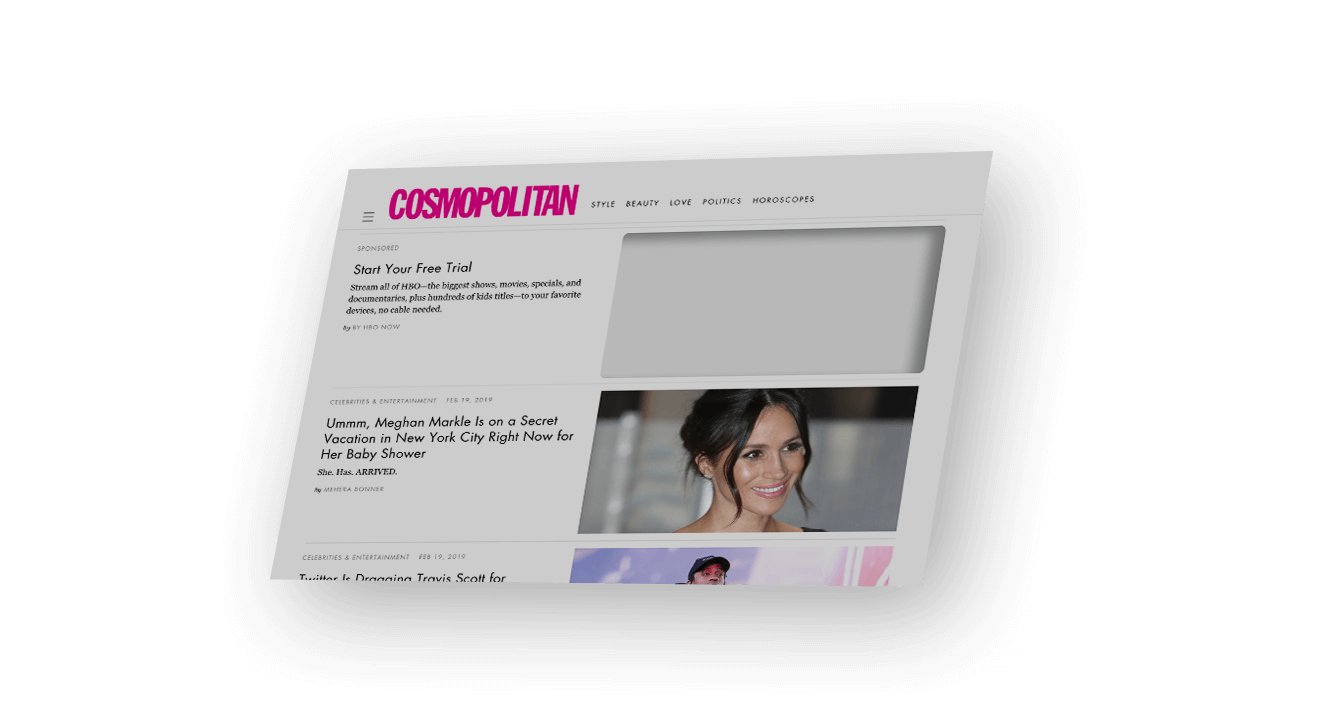 COSMOPOLITAN
STYLE BEAUTY LOVE POLITICS HOROSCOPES
SPONSORED
Start Your Free Trial
Stream all of HBO—the biggest shows, movies, specials, and
documentaries, plus hundreds of kids titles—to your favorite
devices, no cable needed.
by BY HBO NOW
CELEBRITIES & ENTERTAINMENT FEB 19, 2019
Ummm, Meghan Markle Is on a Secret
Vacation in New York City Right Now for
Her Baby Shower
She. Has. ARRIVED.
by MEHERA BONNER
CELEBRITIES & ENTERTAINMENT FEB 19, 2019
Twitter Is Dragging Travis Scott for